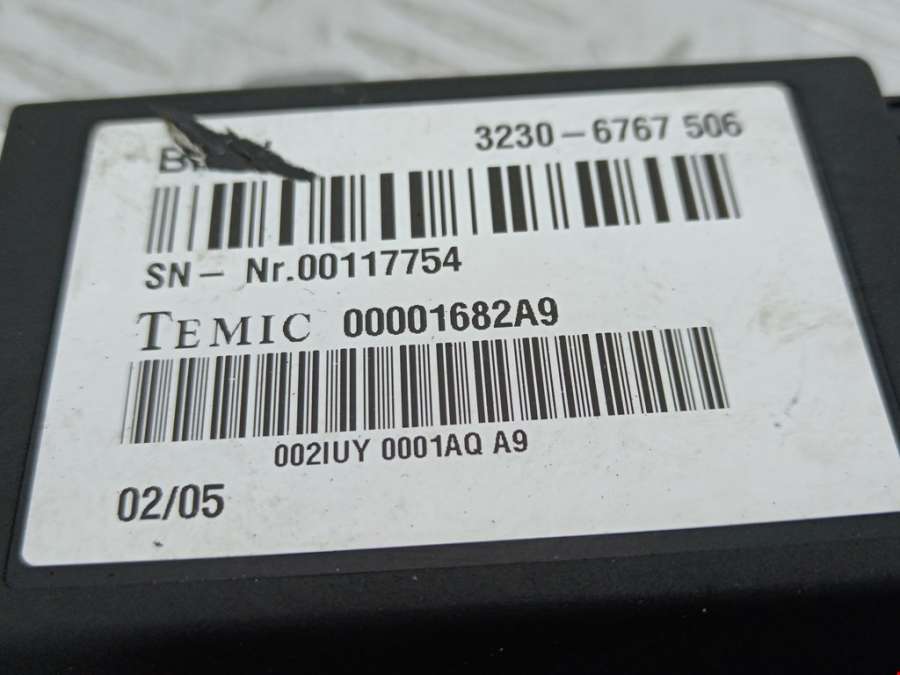 3230-6767 506
SN- Nr.00117754
TEMIC 00001682A9
002IUY 0001AQ A9
02/05